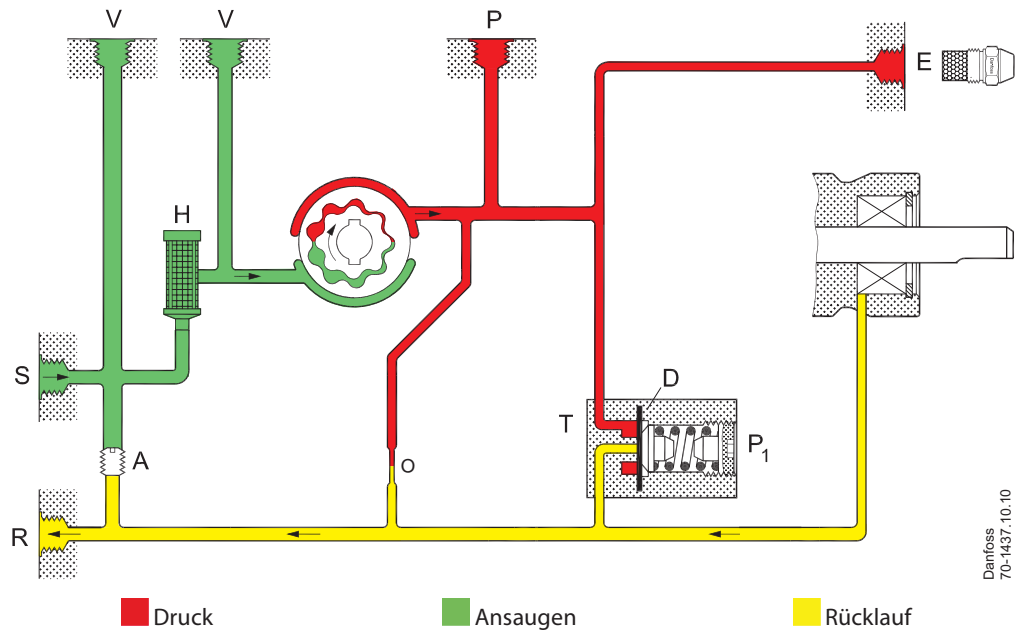 V
V
P
E
H
S
A
D
T
P1
O
R
Danfoss
70-1437.10.10
Druck
Ansaugen
Rücklauf